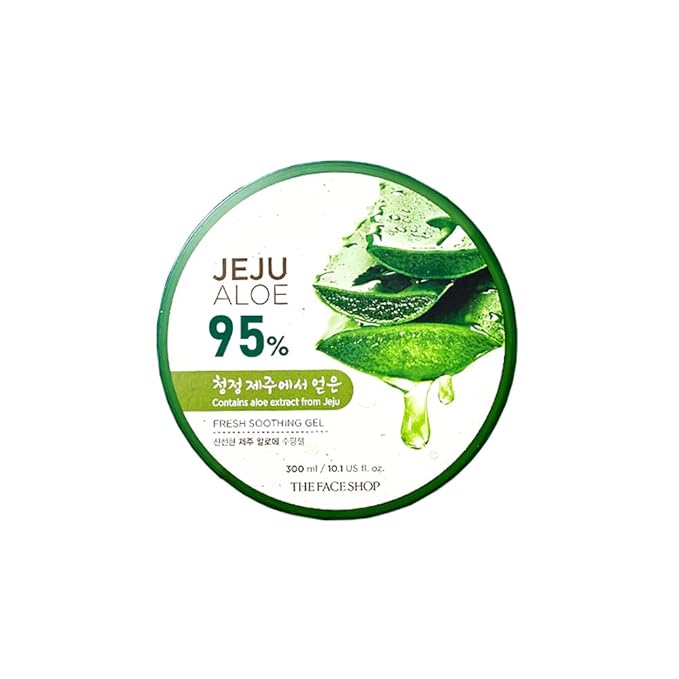 JEJU
ALOE
95%
청정 제주에서 얻은
Contains aloe extract from Jeju
FRESH SOOTHING GEL
신선한 제주 알로에 수딩젤
300 ml / 10.1 US fl. oz.
THE FACE SHOP